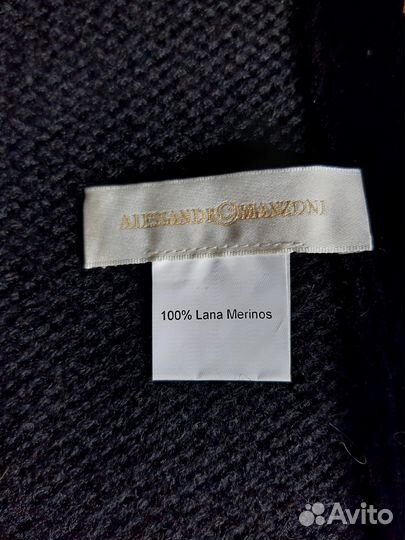 ALESSANDRO MANZONI
100% Lana Merinos
Avito